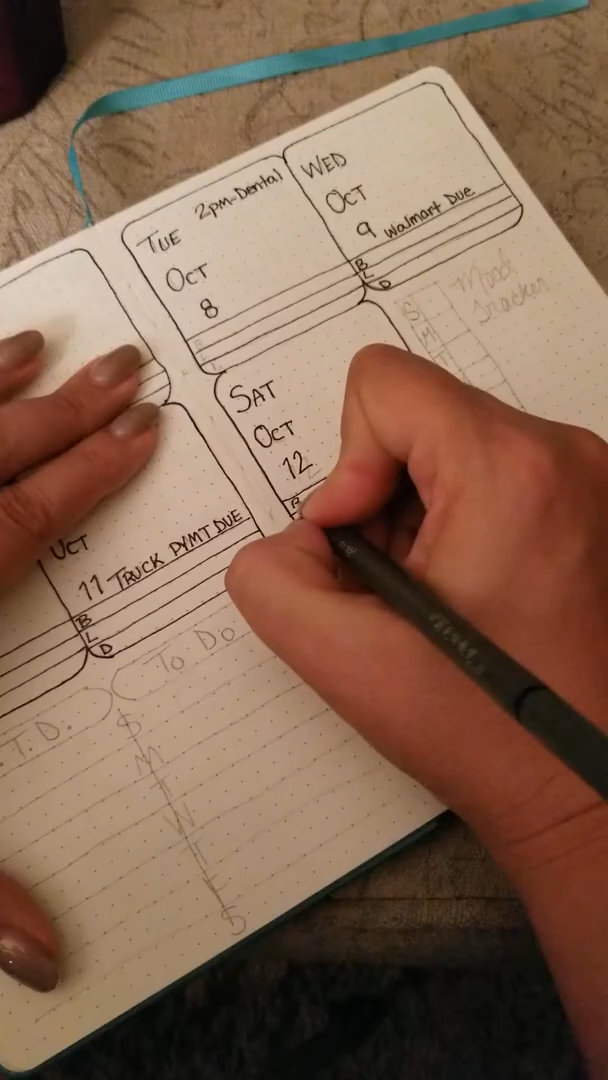 TUE 2pm-Dental
OCT
8
WED
OCT
9 Walmart Due
B
L
D
Mood
Tracker
S
M
T
SAT
OCT
12
B
OCT
11 TRUCK PYMT DUE
B
L
D
To Do
T.D.
S
M
T
W
T
F
S